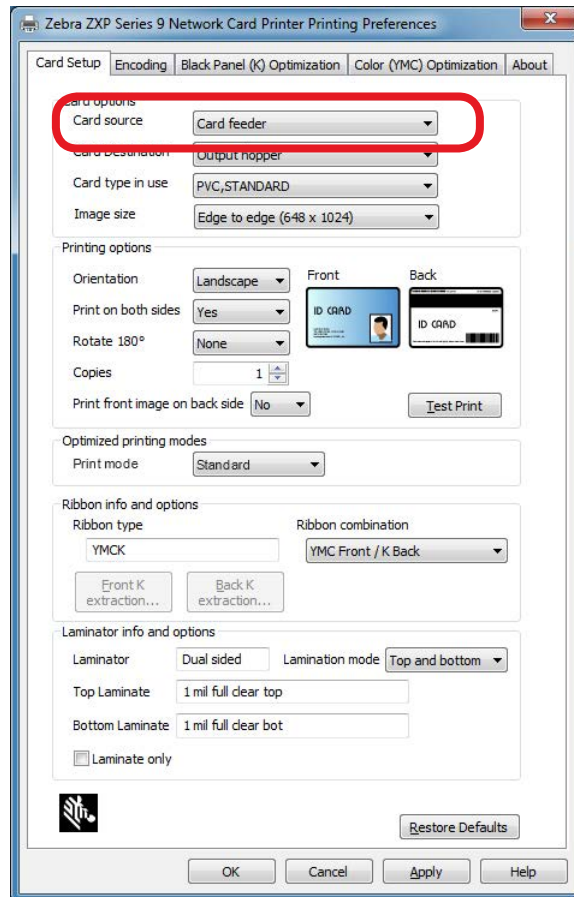 Zebra ZXP Series 9 Network Card Printer Printing Preferences
Card Setup Encoding Black Panel (K) Optimization Color (YMC) Optimization About
Card options
Card source Card feeder
Card Destination Output hopper
Card type in use PVC,STANDARD
Image size Edge to edge (648 x 1024)
Printing options
Orientation Landscape Front Back
Print on both sides Yes
ID CARD ID CARD
Rotate 180° None
Copies 1
Print front image on back side No Test Print
Optimized printing modes
Print mode Standard
Ribbon info and options
Ribbon type Ribbon combination
YMCK YMC Front / K Back
Front K Back K
extraction... extraction...
Laminator info and options
Laminator Dual sided Lamination mode Top and bottom
Top Laminate 1 mil full clear top
Bottom Laminate 1 mil full clear bot
Laminate only
Restore Defaults
OK Cancel Apply Help